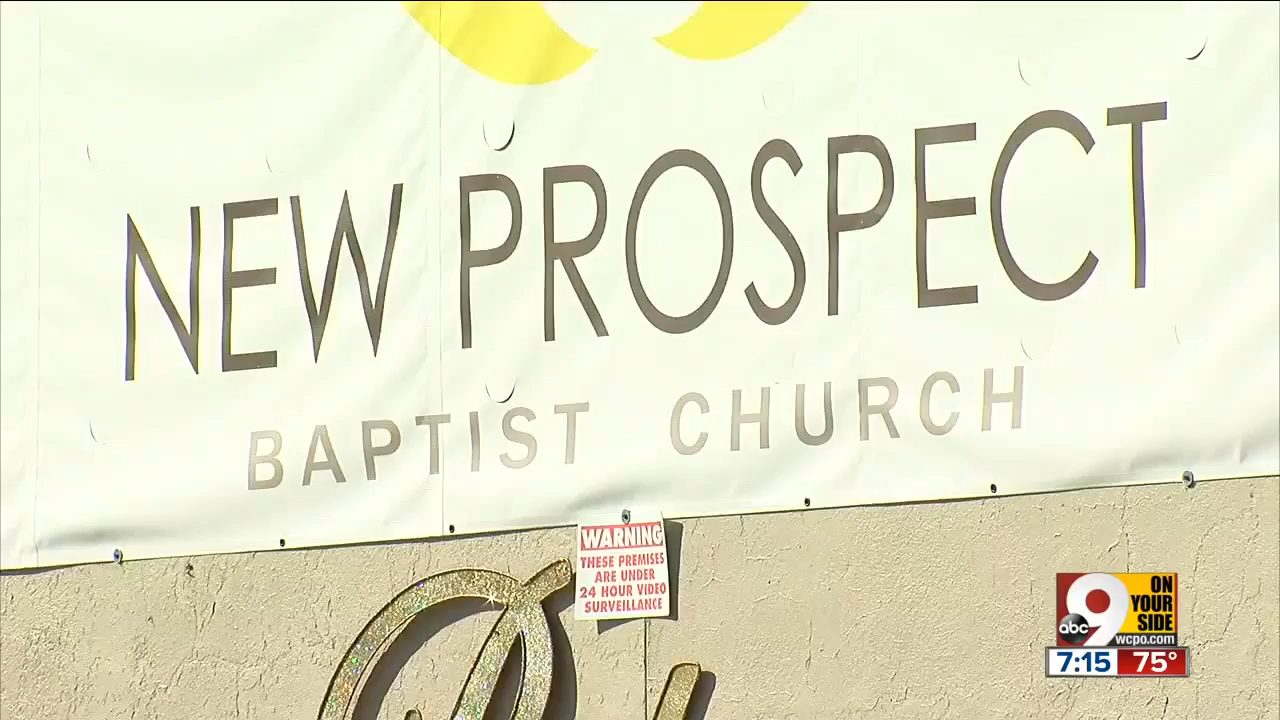 NEW PROSPECT
BAPTIST CHURCH
WARNING
THESE PREMISES
ARE UNDER
24 HOUR VIDEO
SURVEILLANCE
abc 9
ON
YOUR
SIDE
wcpo.com
7:15 75°